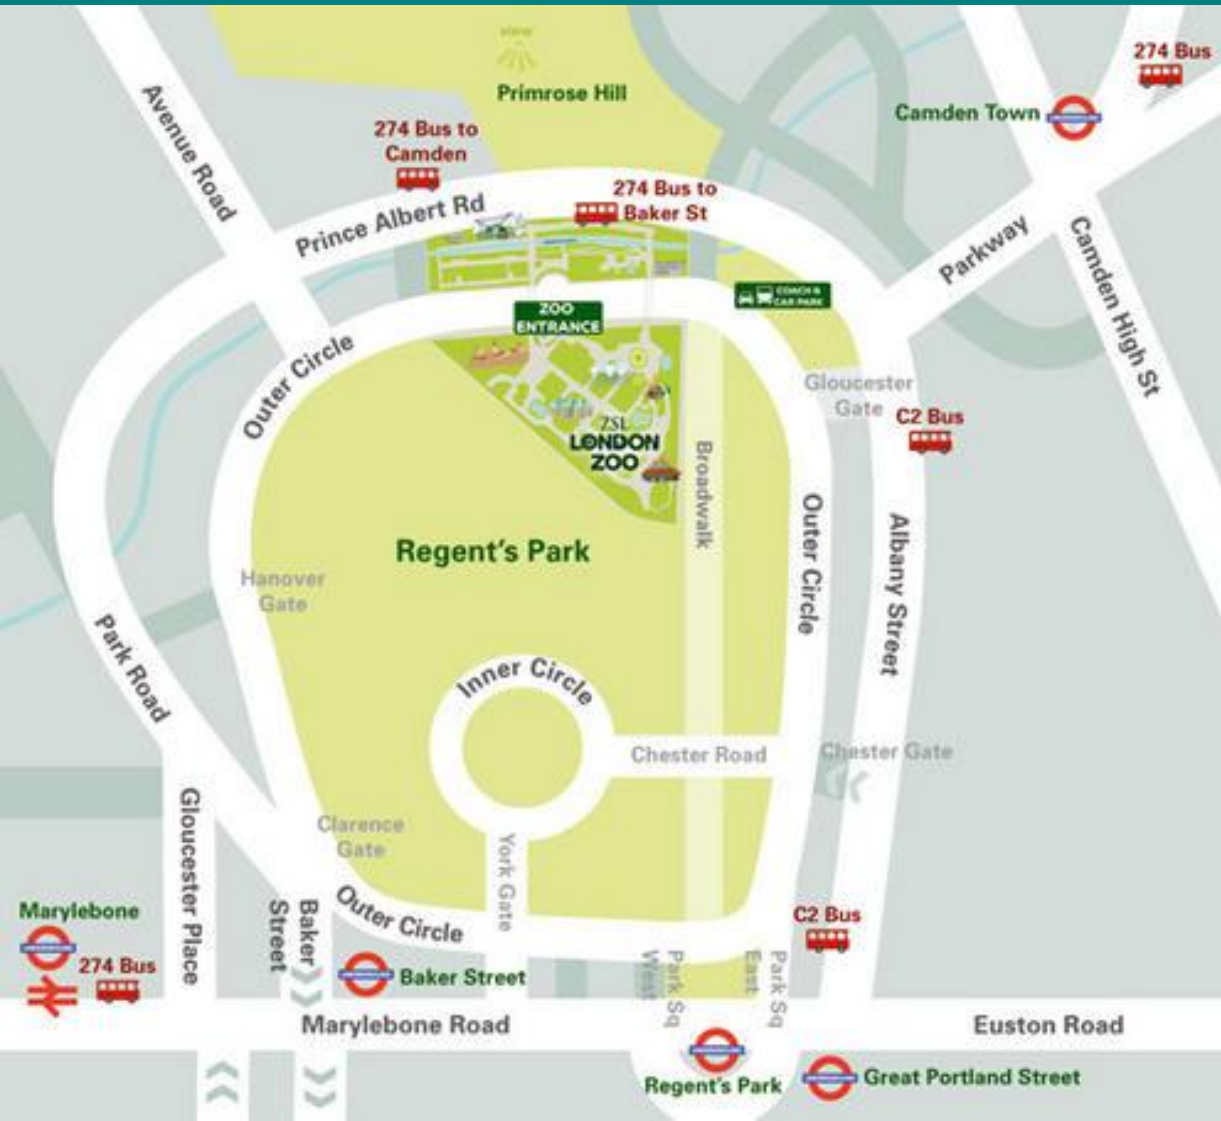 view
Primrose Hill
274 Bus
Camden Town
274 Bus to
Camden
Avenue Road
274 Bus to
Baker St
Prince Albert Rd
Parkway
Camden High St
COACH &
CAR PARK
ZOO
ENTRANCE
Outer Circle
Gloucester
Gate
C2 Bus
ZSL
LONDON
ZOO
Broadwalk
Outer Circle
Albany Street
Regent's Park
Hanover
Gate
Park Road
Inner Circle
Chester Road
Chester Gate
Gloucester Place
Clarence
Gate
York Gate
Outer Circle
Baker
Street
Marylebone
274 Bus
Baker Street
C2 Bus
Park Sq
West
Park Sq
East
Marylebone Road
Euston Road
Regent's Park
Great Portland Street